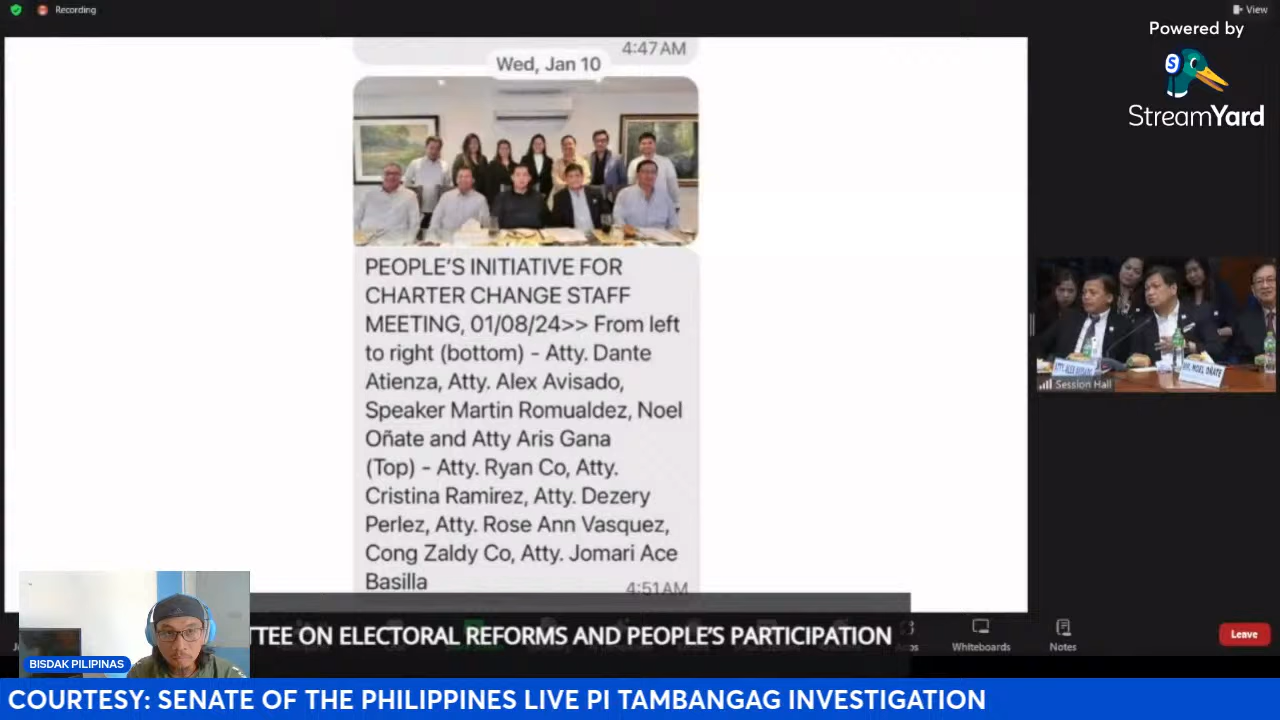 Recording
View
Powered by
StreamYard
4:47AM
Wed, Jan 10
PEOPLE'S INITIATIVE FOR
CHARTER CHANGE STAFF
MEETING, 01/08/24>> From left
to right (bottom) - Atty. Dante
Atienza, Atty. Alex Avisado,
Speaker Martin Romualdez, Noel
Oñate and Atty Aris Gana
(Top) - Atty. Ryan Co, Atty.
Cristina Ramirez, Atty. Dezery
Perlez, Atty. Rose Ann Vasquez,
Cong Zaldy Co, Atty. Jomari Ace
Basilla
4:51AM
NOEL OÑATE
Session Hall
TEE ON ELECTORAL REFORMS AND PEOPLE'S PARTICIPATION
Whiteboards
Notes
Leave
BISDAK PILIPINAS
COURTESY: SENATE OF THE PHILIPPINES LIVE PI TAMBANGAG INVESTIGATION